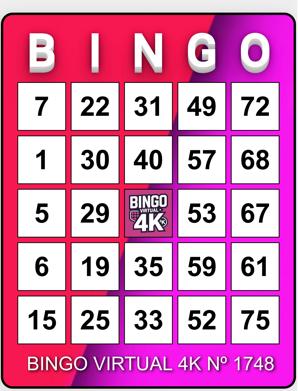 B I N G O
7 22 31 49 72
1 30 40 57 68
5 29 BINGO VIRTUAL 4K 53 67
6 19 35 59 61
15 25 33 52 75
BINGO VIRTUAL 4K Nº 1748